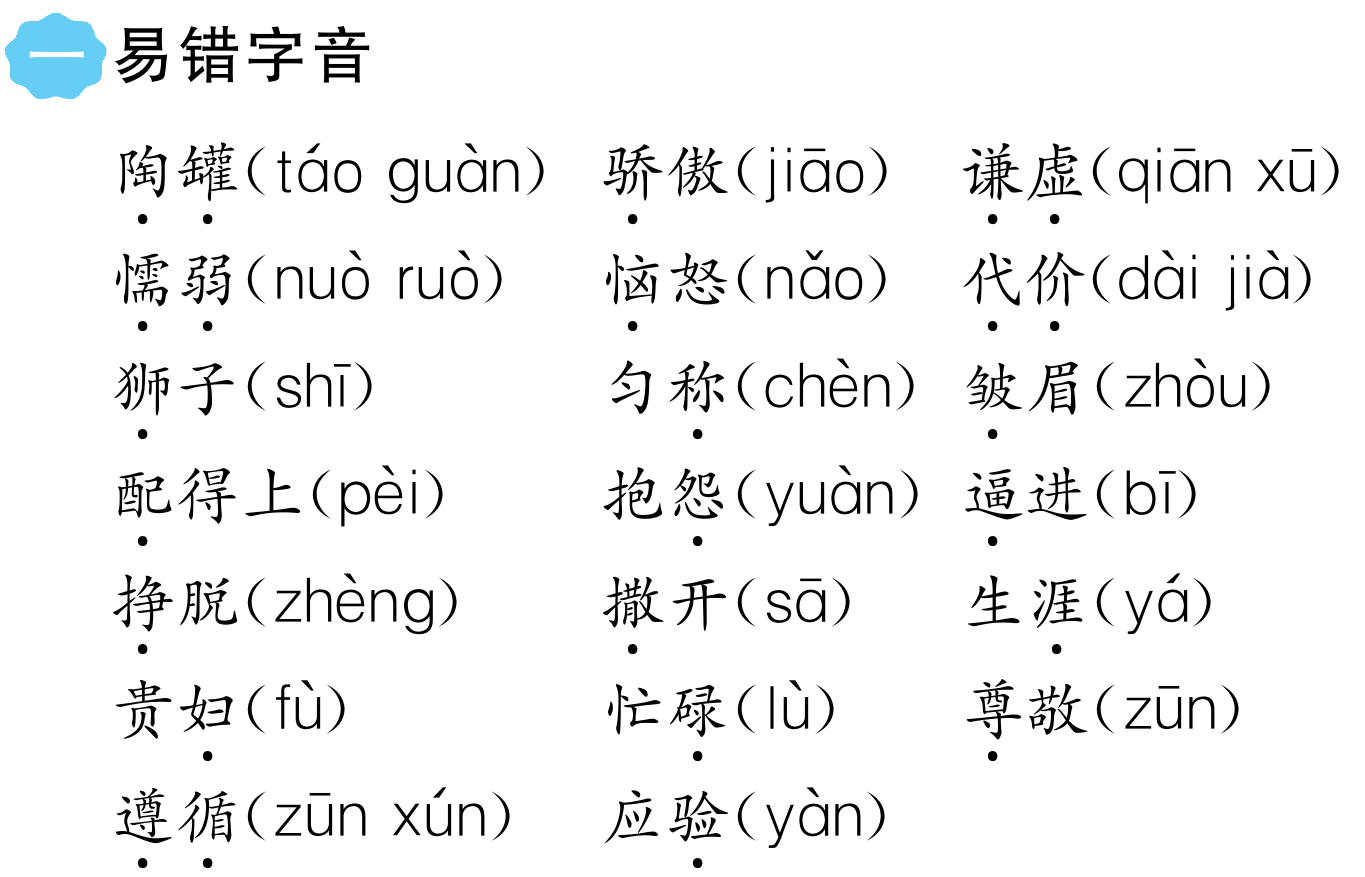 一 易错字音
陶罐(táo guàn) 骄傲(jiāo) 谦虚(qiān xū)
懦弱(nuò ruò) 恼怒(nǎo) 代价(dài jià)
狮子(shī) 匀称(chèn) 皱眉(zhòu)
配得上(pèi) 抱怨(yuàn) 逼进(bī)
挣脱(zhèng) 撒开(sā) 生涯(yá)
贵妇(fù) 忙碌(lù) 尊敬(zūn)
遵循(zūn xún) 应验(yàn)